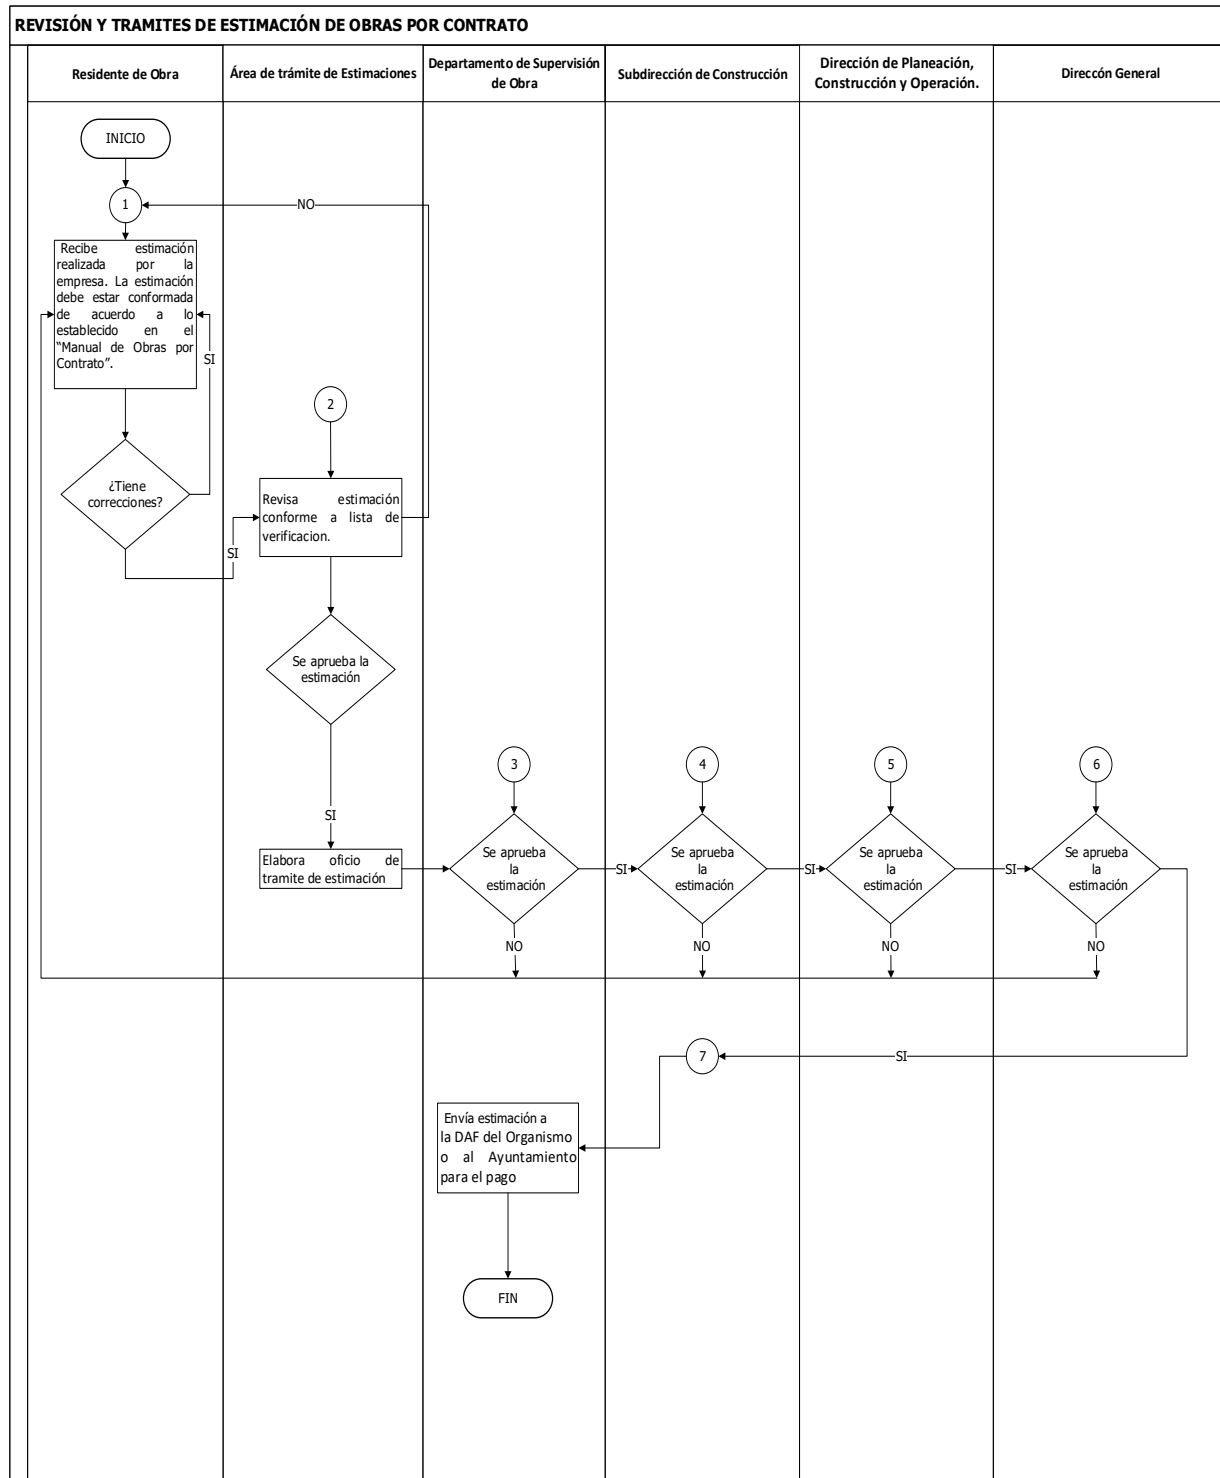 REVISIÓN Y TRAMITES DE ESTIMACIÓN DE OBRAS POR CONTRATO
Residente de Obra
Área de trámite de Estimaciones
Departamento de Supervisión
de Obra
Subdirección de Construcción
Dirección de Planeación,
Construcción y Operación.
Direccón General
INICIO
1
NO
Recibe estimación
realizada por la
empresa. La estimación
debe estar conformada
de acuerdo a lo
establecido en el
“Manual de Obras por
Contrato”.
SI
2
¿Tiene
correcciones?
Revisa estimación
conforme a lista de
verificacion.
SI
Se aprueba la
estimación
SI
3
4
5
6
Elabora oficio de
tramite de estimación
Se aprueba
la
estimación
SI
Se aprueba
la
estimación
SI
Se aprueba
la
estimación
SI
Se aprueba
la
estimación
NO
NO
NO
NO
7
SI
Envía estimación a
la DAF del Organismo
o al Ayuntamiento
para el pago
FIN